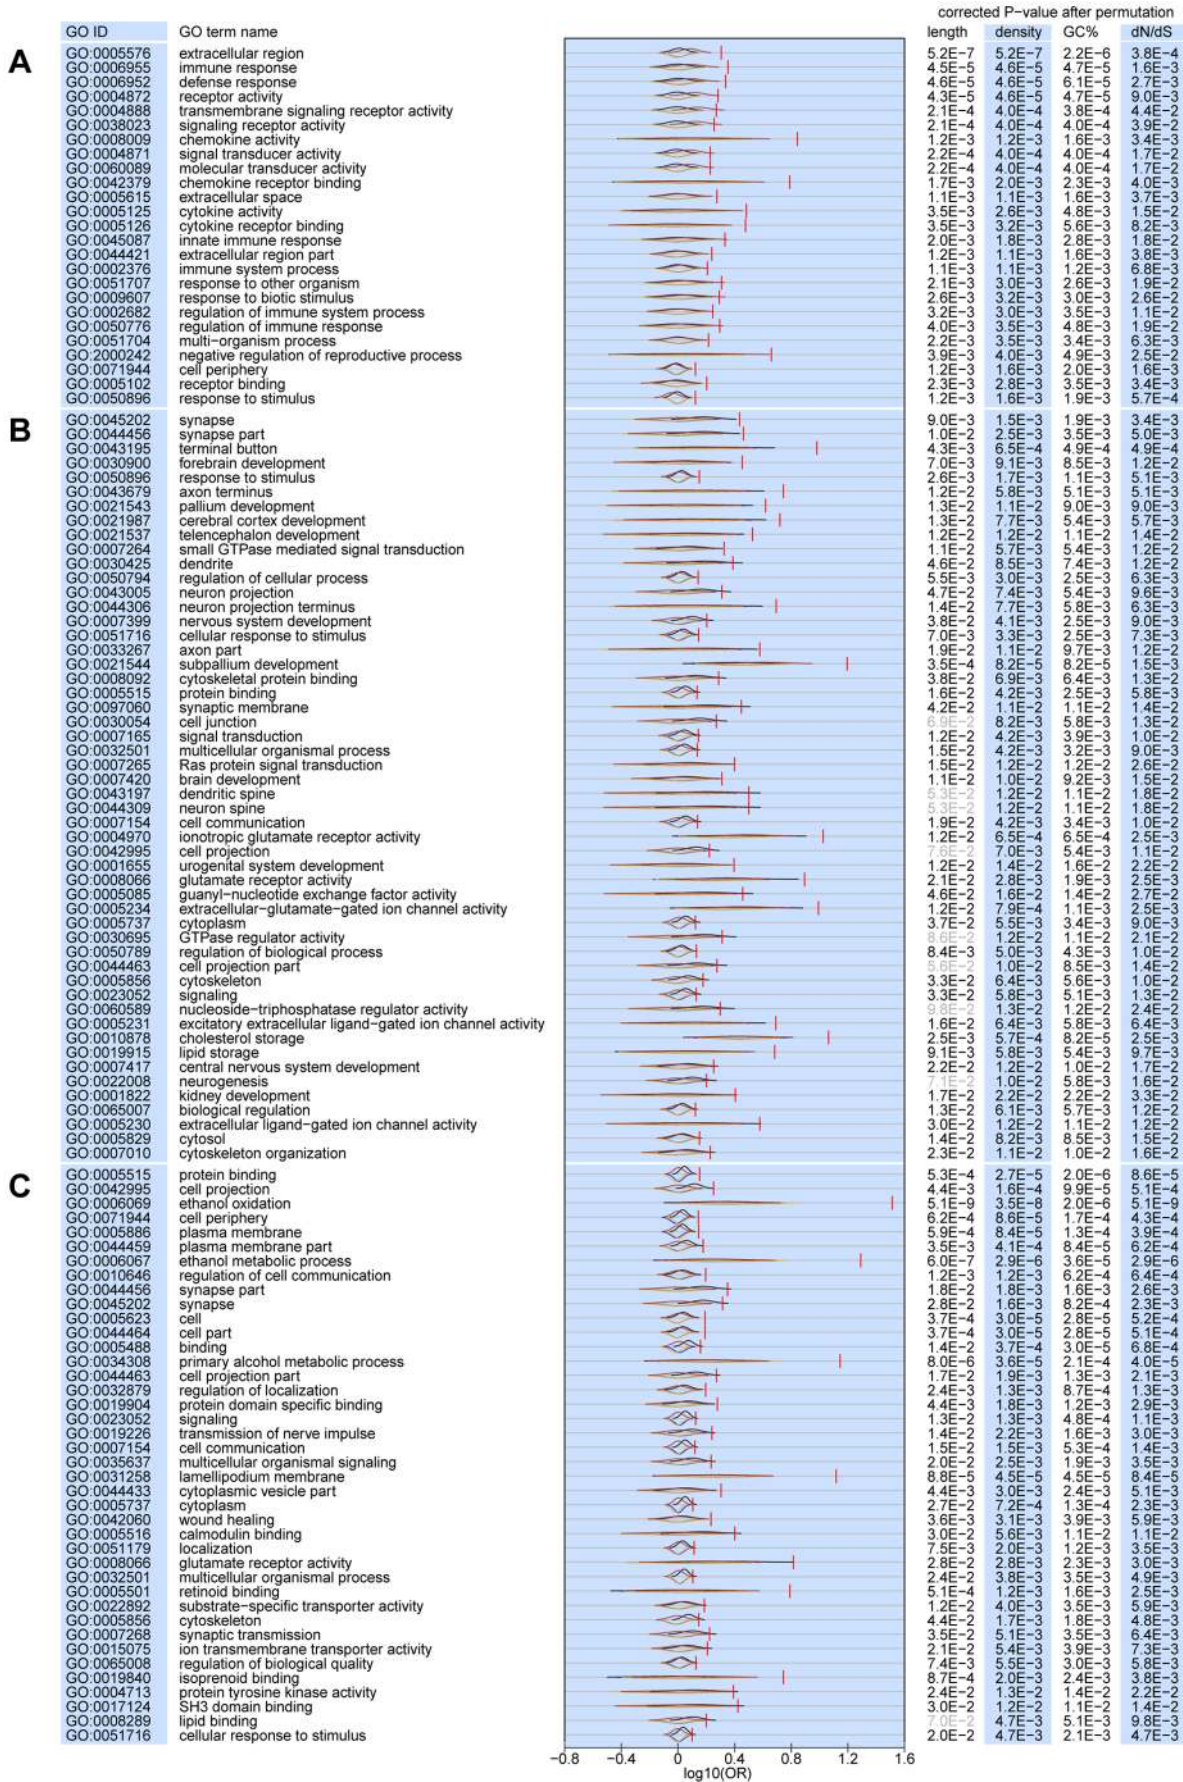 corrected P−value after permutation
GO ID GO term name length density GC% dN/dS
A
GO:0005576 extracellular region 5.2E−7 5.2E−7 2.2E−6 3.8E−4
GO:0006955 immune response 4.5E−5 4.6E−5 4.7E−5 1.6E−3
GO:0006952 defense response 4.6E−5 4.6E−5 6.1E−5 2.7E−3
GO:0004872 receptor activity 4.3E−5 4.6E−5 4.7E−5 9.0E−3
GO:0004888 transmembrane signaling receptor activity 2.1E−4 4.0E−4 3.8E−4 4.4E−2
GO:0038023 signaling receptor activity 2.1E−4 4.0E−4 4.0E−4 3.9E−2
GO:0008009 chemokine activity 1.2E−3 1.2E−3 1.6E−3 3.4E−3
GO:0004871 signal transducer activity 2.2E−4 4.0E−4 4.0E−4 1.7E−2
GO:0060089 molecular transducer activity 2.2E−4 4.0E−4 4.0E−4 1.7E−2
GO:0042379 chemokine receptor binding 1.7E−3 2.0E−3 2.3E−3 4.0E−3
GO:0005615 extracellular space 1.1E−3 1.1E−3 1.6E−3 3.7E−3
GO:0005125 cytokine activity 3.5E−3 2.6E−3 4.8E−3 1.5E−2
GO:0005126 cytokine receptor binding 3.5E−3 3.2E−3 5.6E−3 8.2E−3
GO:0045087 innate immune response 2.0E−3 1.8E−3 2.8E−3 1.8E−2
GO:0044421 extracellular region part 1.2E−3 1.1E−3 1.6E−3 3.8E−3
GO:0002376 immune system process 1.1E−3 1.1E−3 1.2E−3 6.8E−3
GO:0051707 response to other organism 2.1E−3 3.0E−3 2.6E−3 1.9E−2
GO:0009607 response to biotic stimulus 2.6E−3 3.2E−3 3.0E−3 2.6E−2
GO:0002682 regulation of immune system process 3.2E−3 3.0E−3 3.5E−3 1.1E−2
GO:0050776 regulation of immune response 4.0E−3 3.5E−3 4.8E−3 1.9E−2
GO:0051704 multi−organism process 2.2E−3 3.5E−3 3.4E−3 6.3E−3
GO:2000242 negative regulation of reproductive process 3.9E−3 4.0E−3 4.9E−3 2.5E−2
GO:0071944 cell periphery 1.2E−3 1.6E−3 2.0E−3 1.6E−3
GO:0005102 receptor binding 2.3E−3 2.8E−3 3.5E−3 3.4E−3
GO:0050896 response to stimulus 1.2E−3 1.6E−3 1.9E−3 5.7E−4
B
GO:0045202 synapse 9.0E−3 1.5E−3 1.9E−3 3.4E−3
GO:0044456 synapse part 1.0E−2 2.5E−3 3.5E−3 5.0E−3
GO:0043195 terminal button 4.3E−3 6.5E−4 4.9E−4 4.9E−4
GO:0030900 forebrain development 7.0E−3 9.1E−3 8.5E−3 1.2E−2
GO:0050896 response to stimulus 2.6E−3 1.7E−3 1.1E−3 5.1E−3
GO:0043679 axon terminus 1.2E−2 5.8E−3 5.1E−3 5.1E−3
GO:0021543 pallium development 1.3E−2 1.1E−2 9.0E−3 9.0E−3
GO:0021987 cerebral cortex development 1.3E−2 7.7E−3 5.4E−3 5.7E−3
GO:0021537 telencephalon development 1.2E−2 1.2E−2 1.1E−2 1.4E−2
GO:0007264 small GTPase mediated signal transduction 1.1E−2 5.7E−3 5.4E−3 1.2E−2
GO:0030425 dendrite 4.6E−2 8.5E−3 7.4E−3 1.2E−2
GO:0050794 regulation of cellular process 5.5E−3 3.0E−3 2.5E−3 6.3E−3
GO:0043005 neuron projection 4.7E−2 7.4E−3 5.4E−3 9.6E−3
GO:0044306 neuron projection terminus 1.4E−2 7.7E−3 5.8E−3 6.3E−3
GO:0007399 nervous system development 3.8E−2 4.1E−3 2.5E−3 9.0E−3
GO:0051716 cellular response to stimulus 7.0E−3 3.3E−3 2.5E−3 7.3E−3
GO:0033267 axon part 1.9E−2 1.1E−2 9.7E−3 1.2E−2
GO:0021544 subpallium development 3.5E−4 8.2E−5 8.2E−5 1.5E−3
GO:0008092 cytoskeletal protein binding 3.8E−2 6.9E−3 6.4E−3 1.3E−2
GO:0005515 protein binding 1.6E−2 4.2E−3 2.5E−3 5.8E−3
GO:0097060 synaptic membrane 4.2E−2 1.1E−2 1.1E−2 1.4E−2
GO:0030054 cell junction 6.9E−2 8.2E−3 5.8E−3 1.3E−2
GO:0007165 signal transduction 1.2E−2 4.2E−3 3.9E−3 1.0E−2
GO:0032501 multicellular organismal process 1.5E−2 4.2E−3 3.2E−3 9.0E−3
GO:0007265 Ras protein signal transduction 1.5E−2 1.2E−2 1.2E−2 2.6E−2
GO:0007420 brain development 1.1E−2 1.0E−2 9.2E−3 1.5E−2
GO:0043197 dendritic spine 5.3E−2 1.2E−2 1.1E−2 1.8E−2
GO:0044309 neuron spine 5.3E−2 1.2E−2 1.1E−2 1.8E−2
GO:0007154 cell communication 1.9E−2 4.2E−3 3.4E−3 1.0E−2
GO:0004970 ionotropic glutamate receptor activity 1.2E−2 6.5E−4 6.5E−4 2.5E−3
GO:0042995 cell projection 7.6E−2 7.0E−3 5.4E−3 1.1E−2
GO:0001655 urogenital system development 1.2E−2 1.4E−2 1.6E−2 2.2E−2
GO:0008066 glutamate receptor activity 2.1E−2 2.8E−3 1.9E−3 2.5E−3
GO:0005085 guanyl−nucleotide exchange factor activity 4.6E−2 1.6E−2 1.4E−2 2.7E−2
GO:0005234 extracellular−glutamate−gated ion channel activity 1.2E−2 7.9E−4 1.1E−3 2.5E−3
GO:0005737 cytoplasm 3.7E−2 5.5E−3 3.4E−3 9.0E−3
GO:0030695 GTPase regulator activity 8.6E−2 1.2E−2 1.1E−2 2.1E−2
GO:0050789 regulation of biological process 8.4E−3 5.0E−3 4.3E−3 1.0E−2
GO:0044463 cell projection part 5.6E−2 1.0E−2 8.5E−3 1.4E−2
GO:0005856 cytoskeleton 3.3E−2 6.4E−3 5.6E−3 1.0E−2
GO:0023052 signaling 3.3E−2 5.8E−3 5.1E−3 1.3E−2
GO:0060589 nucleoside−triphosphatase regulator activity 9.8E−2 1.3E−2 1.2E−2 2.4E−2
GO:0005231 excitatory extracellular ligand−gated ion channel activity 1.6E−2 6.4E−3 5.8E−3 6.4E−3
GO:0010878 cholesterol storage 2.5E−3 5.7E−4 8.2E−5 2.5E−3
GO:0019915 lipid storage 9.1E−3 5.8E−3 5.4E−3 9.7E−3
GO:0007417 central nervous system development 2.2E−2 1.2E−2 1.0E−2 1.7E−2
GO:0022008 neurogenesis 7.1E−2 1.0E−2 5.8E−3 1.6E−2
GO:0001822 kidney development 1.7E−2 2.2E−2 2.2E−2 3.3E−2
GO:0065007 biological regulation 1.3E−2 6.1E−3 5.7E−3 1.2E−2
GO:0005230 extracellular ligand−gated ion channel activity 3.0E−2 1.2E−2 1.1E−2 1.2E−2
GO:0005829 cytosol 1.4E−2 8.2E−3 8.5E−3 1.5E−2
GO:0007010 cytoskeleton organization 2.3E−2 1.1E−2 1.0E−2 1.6E−2
C
GO:0005515 protein binding 5.3E−4 2.7E−5 2.0E−6 8.6E−5
GO:0042995 cell projection 4.4E−3 1.6E−4 9.9E−5 5.1E−4
GO:0006069 ethanol oxidation 5.1E−9 3.5E−8 2.0E−6 5.1E−9
GO:0071944 cell periphery 6.2E−4 8.6E−5 1.7E−4 4.3E−4
GO:0005886 plasma membrane 5.9E−4 8.4E−5 1.3E−4 3.9E−4
GO:0044459 plasma membrane part 3.5E−3 4.1E−4 8.4E−5 6.2E−4
GO:0006067 ethanol metabolic process 6.0E−7 2.9E−6 3.6E−5 2.9E−6
GO:0010646 regulation of cell communication 1.2E−3 1.2E−3 6.2E−4 6.4E−4
GO:0044456 synapse part 1.8E−2 1.8E−3 1.6E−3 2.6E−3
GO:0045202 synapse 2.8E−2 1.6E−3 8.2E−4 2.3E−3
GO:0005623 cell 3.7E−4 3.0E−5 2.8E−5 5.2E−4
GO:0044464 cell part 3.7E−4 3.0E−5 2.8E−5 5.1E−4
GO:0005488 binding 1.4E−2 3.7E−4 3.0E−5 6.8E−4
GO:0034308 primary alcohol metabolic process 8.0E−6 3.6E−5 2.1E−4 4.0E−5
GO:0044463 cell projection part 1.7E−2 1.9E−3 1.3E−3 2.1E−3
GO:0032879 regulation of localization 2.4E−3 1.3E−3 8.7E−4 1.3E−3
GO:0019904 protein domain specific binding 4.4E−3 1.8E−3 1.2E−3 2.9E−3
GO:0023052 signaling 1.3E−2 1.3E−3 4.8E−4 1.1E−3
GO:0019226 transmission of nerve impulse 1.4E−2 2.2E−3 1.6E−3 3.0E−3
GO:0007154 cell communication 1.5E−2 1.5E−3 5.3E−4 1.4E−3
GO:0035637 multicellular organismal signaling 2.0E−2 2.5E−3 1.9E−3 3.5E−3
GO:0031258 lamellipodium membrane 8.8E−5 4.5E−5 4.5E−5 8.4E−5
GO:0044433 cytoplasmic vesicle part 4.4E−3 3.0E−3 2.4E−3 5.1E−3
GO:0005737 cytoplasm 2.7E−2 7.2E−4 1.3E−4 2.3E−3
GO:0042060 wound healing 3.6E−3 3.1E−3 3.9E−3 5.9E−3
GO:0005516 calmodulin binding 3.0E−2 5.6E−3 1.1E−2 1.1E−2
GO:0051179 localization 7.5E−3 2.0E−3 1.2E−3 3.5E−3
GO:0008066 glutamate receptor activity 2.8E−2 2.8E−3 2.3E−3 3.0E−3
GO:0032501 multicellular organismal process 2.4E−2 3.8E−3 3.5E−3 4.9E−3
GO:0005501 retinoid binding 5.1E−4 1.2E−3 1.6E−3 2.5E−3
GO:0022892 substrate−specific transporter activity 1.2E−2 4.0E−3 3.5E−3 5.9E−3
GO:0005856 cytoskeleton 4.4E−2 1.7E−3 1.8E−3 4.8E−3
GO:0007268 synaptic transmission 3.5E−2 5.1E−3 3.5E−3 6.4E−3
GO:0015075 ion transmembrane transporter activity 2.1E−2 5.4E−3 3.9E−3 7.3E−3
GO:0065008 regulation of biological quality 7.4E−3 5.5E−3 3.0E−3 5.8E−3
GO:0019840 isoprenoid binding 8.7E−4 2.0E−3 2.4E−3 3.8E−3
GO:0004713 protein tyrosine kinase activity 2.4E−2 1.3E−2 1.4E−2 2.2E−2
GO:0017124 SH3 domain binding 3.0E−2 1.2E−2 1.1E−2 1.4E−2
GO:0008289 lipid binding 7.0E−2 4.7E−3 5.1E−3 9.8E−3
GO:0051716 cellular response to stimulus 2.0E−2 4.7E−3 2.1E−3 4.7E−3
−0.8 −0.4 0 0.4 0.8 1.2 1.6
log10(OR)